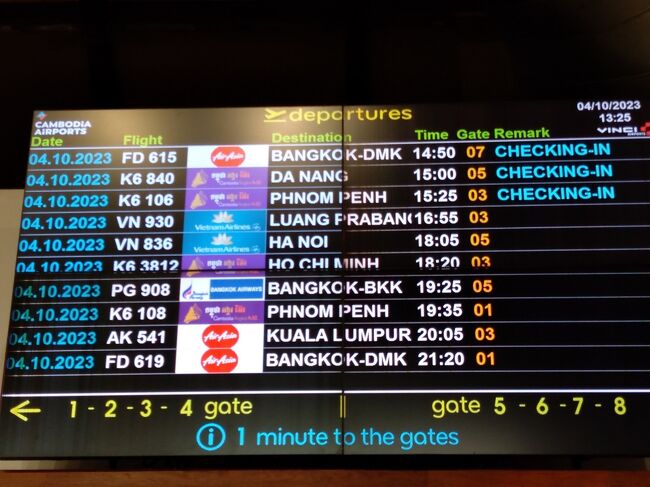 departures
04/10/2023
13:25
CAMBODIA
AIRPORTS
VINCI
AIRPORTS
Date Flight Destination Time Gate Remark
04.10.2023 FD 615 AirAsia BANGKOK-DMK 14:50 07 CHECKING-IN
04.10.2023 K6 840 DA NANG 15:00 05 CHECKING-IN
04.10.2023 K6 106 PHNOM PENH 15:25 03 CHECKING-IN
04.10.2023 VN 930 Vietnam Airlines LUANG PRABANG 16:55 03
04.10.2023 VN 836 Vietnam Airlines HA NOI 18:05 05
04.10.2023 K6 3812 HO CHI MINH 18:20 03
04.10.2023 PG 908 BANGKOK AIRWAYS BANGKOK-BKK 19:25 05
04.10.2023 K6 108 PHNOM PENH 19:35 01
04.10.2023 AK 541 AirAsia KUALA LUMPUR 20:05 03
04.10.2023 FD 619 AirAsia BANGKOK-DMK 21:20 01
← 1 - 2 - 3 - 4 gate || gate 5 - 6 - 7 - 8
i 1 minute to the gates